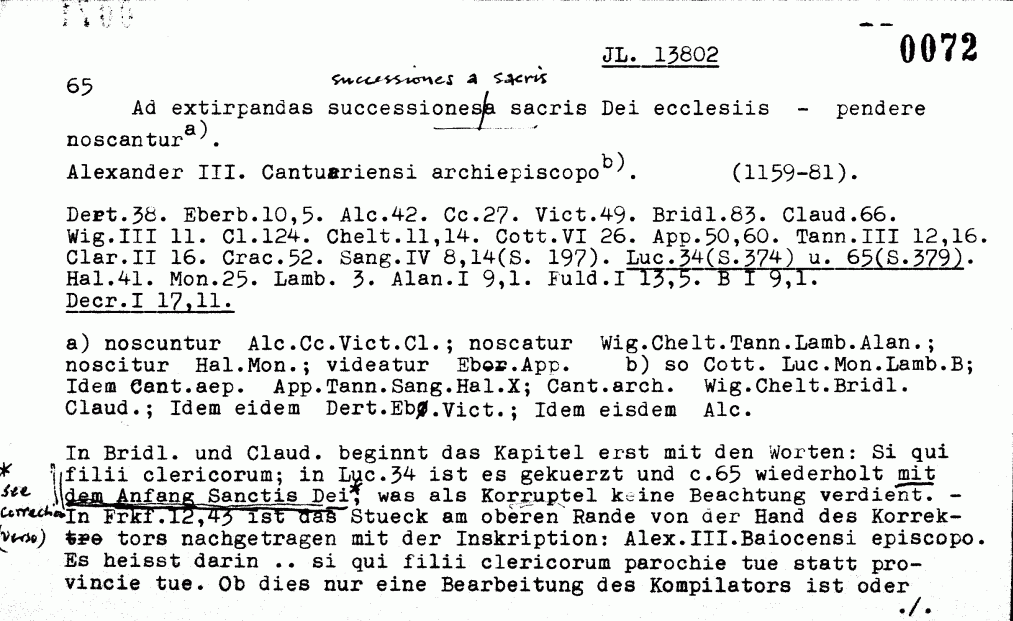 JL. 13802
0072
successiones a sacris
65
Ad extirpandas successiones/a sacris Dei ecclesiis - pendere
noscantur a).
Alexander III. Cantuariensi archiepiscopo b). (1159-81).
Dert.38. Eberb.10,5. Alc.42. Cc.27. Vict.49. Bridl.83. Claud.66.
Wig.III 11. Cl.124. Chelt.11,14. Cott.VI 26. App.50,60. Tann.III 12,16.
Clar.II 16. Crac.52. Sang.IV 8,14(S. 197). Luc.34(S.374) u. 65(S.379).
Hal.41. Mon.25. Lamb. 3. Alan.I 9,1. Fuld.I 13,5. B I 9,1.
Decr.I 17,11.
a) noscuntur Alc.Cc.Vict.Cl.; noscatur Wig.Chelt.Tann.Lamb.Alan.;
noscitur Hal.Mon.; videatur Eber.App. b) so Cott. Luc.Mon.Lamb.B;
Idem Cant.aep. App.Tann.Sang.Hal.X; Cant.arch. Wig.Chelt.Bridl.
Claud.; Idem eidem Dert.Eb.Vict.; Idem eisdem Alc.
In Bridl. und Claud. beginnt das Kapitel erst mit den Worten: Si qui
filii clericorum; in Luc.34 ist es gekuerzt und c.65 wiederholt mit
dem Anfang Sanctis Dei*, was als Korruptel keine Beachtung verdient. -
In Frkf.12,43 ist das Stueck am oberen Rande von der Hand des Korrek-
tre tors nachgetragen mit der Inskription: Alex.III.Baiocensi episcopo.
Es heisst darin .. si qui filii clericorum parochie tue statt pro-
vincie tue. Ob dies nur eine Bearbeitung des Kompilators ist oder
./.
*
see
correction
(verso)